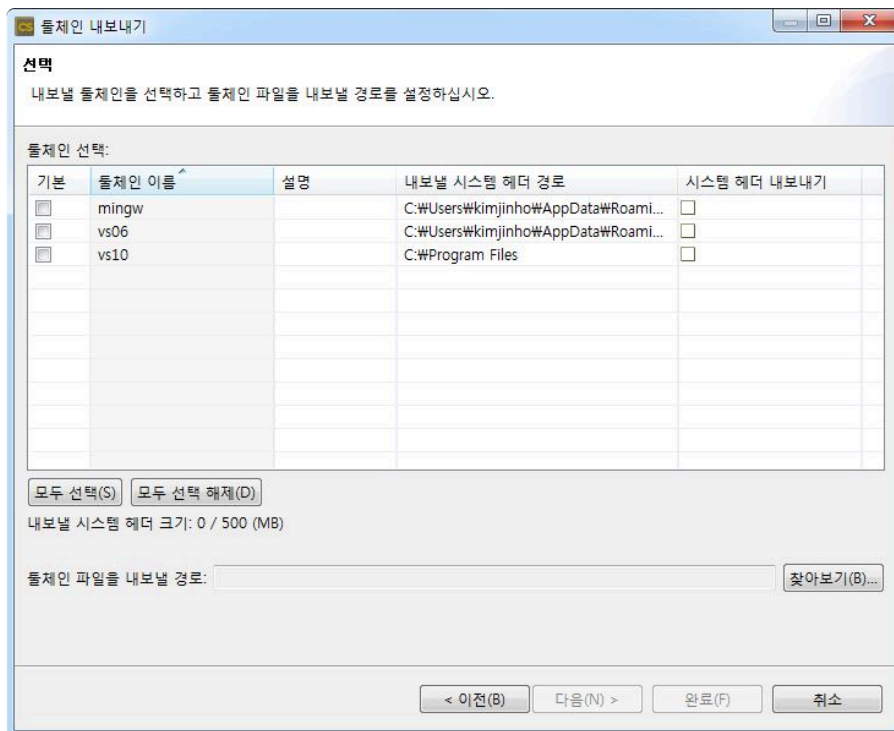 CS 툴체인 내보내기
선택
내보낼 툴체인을 선택하고 툴체인 파일을 내보낼 경로를 설정하십시오.
툴체인 선택:
기본 툴체인 이름 설명 내보낼 시스템 헤더 경로 시스템 헤더 내보내기
mingw C:₩Users₩kimjinho₩AppData₩Roami...
vs06 C:₩Users₩kimjinho₩AppData₩Roami...
vs10 C:₩Program Files
모두 선택(S) 모두 선택 해제(D)
내보낼 시스템 헤더 크기: 0 / 500 (MB)
툴체인 파일을 내보낼 경로: 찾아보기(B)...
< 이전(B) 다음(N) > 완료(F) 취소